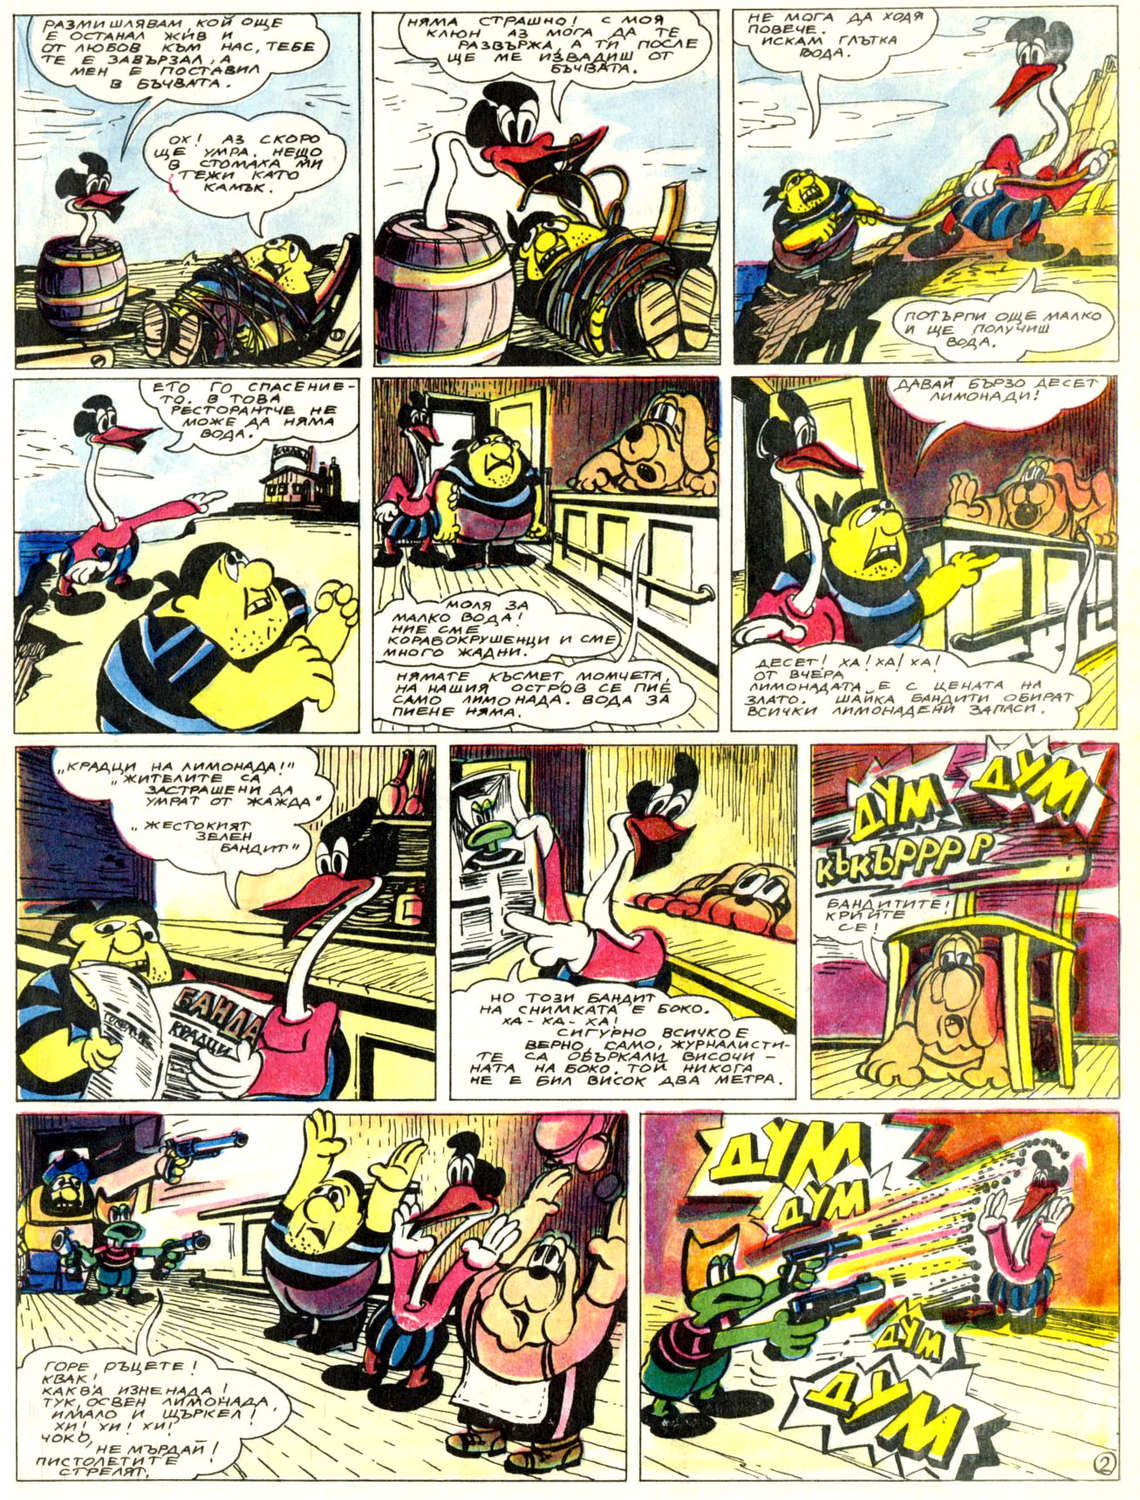 РАЗМИШЛЯВАМ КОЙ ОЩЕ
Е ОСТАНАЛ ЖИВ И
ОТ ЛЮБОВ КЪМ НАС, ТЕБЕ
ТЕ Е ЗАВЪРЗАЛ, А
МЕН Е ПОСТАВИЛ
В БЪЧВАТА.
ОХ! АЗ СКОРО
ЩЕ УМРА. НЕЩО
В СТОМАХА МИ
ТЕЖИ КАТО
КАМЪК.
НЯМА СТРАШНО! С МОЯ
КЛЮН АЗ МОГА ДА ТЕ
РАЗВЪРЖА, А ТИ ПОСЛЕ
ЩЕ МЕ ИЗВАДИШ ОТ
БЪЧВАТА.
НЕ МОГА ДА ХОДЯ
ПОВЕЧЕ.
ИСКАМ ГЛЪТКА
ВОДА.
ПОТЪРПИ ОЩЕ МАЛКО
И ЩЕ ПОЛУЧИШ
ВОДА.
ЕТО ГО СПАСЕНИЕ-
ТО. В ТОВА
РЕСТОРАНТЧЕ НЕ
МОЖЕ ДА НЯМА
ВОДА.
МОЛЯ ЗА
МАЛКО ВОДА!
НИЕ СМЕ
КОРАБОКРУШЕНЦИ И СМЕ
МНОГО ЖАДНИ.
НЯМАТЕ КЪСМЕТ, МОМЧЕТА,
НА НАШИЯ ОСТРОВ СЕ ПИЕ
САМО ЛИМОНАДА. ВОДА ЗА
ПИЕНЕ НЯМА.
ДАВАЙ БЪРЗО ДЕСЕТ
ЛИМОНАДИ!
ДЕСЕТ! ХА! ХА! ХА!
ОТ ВЧЕРА
ЛИМОНАДАТА Е С ЦЕНАТА НА
ЗЛАТО. ШАЙКА БАНДИТИ ОБИРАТ
ВСИЧКИ ЛИМОНАДЕНИ ЗАПАСИ.
„КРАДЦИ НА ЛИМОНАДА!"
„ЖИТЕЛИТЕ СА
ЗАСТРАШЕНИ ДА
УМРАТ ОТ ЖАЖДА"
„ЖЕСТОКИЯТ
ЗЕЛЕН
БАНДИТ"
БАНДА
КРАДЦИ
НО ТОЗИ БАНДИТ
НА СНИМКАТА Е БОКО.
ХА-ХА-ХА!
СИГУРНО ВСИЧКО Е
ВЕРНО, САМО, ЖУРНАЛИСТИ-
ТЕ СА ОБЪРКАЛИ ВИСОЧИ-
НАТА НА БОКО. ТОЙ НИКОГА
НЕ Е БИЛ ВИСОК ДВА МЕТРА.
ДУМ
ДУМ
КЪКЪРРРР Р
БАНДИТИТЕ!
КРИЙТЕ
СЕ!
ГОРЕ РЪЦЕТЕ!
КВАК!
КАКВА ИЗНЕНАДА!
ТУК, ОСВЕН ЛИМОНАДА,
ИМАЛО И ЩЪРКЕЛ!
ХИ! ХИ! ХИ!
ЧОКО,
НЕ МЪРДАЙ!
ПИСТОЛЕТИТЕ
СТРЕЛЯТ.
ДУМ
ДУМ
ДУМ
ДУМ
2